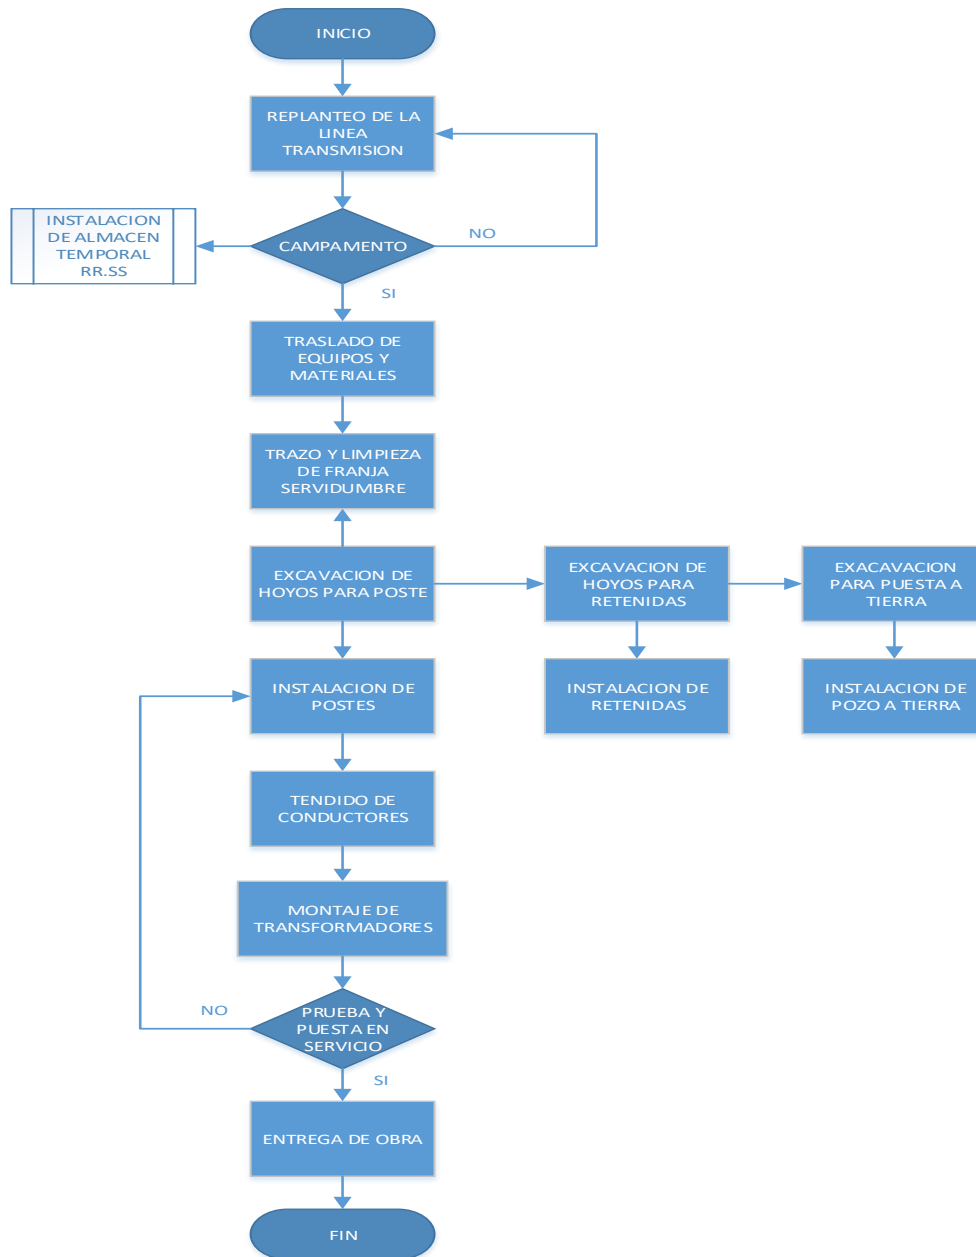 INICIO
REPLANTEO DE LA
LINEA
TRANSMISION
INSTALACION
DE ALMACEN
TEMPORAL
RR.SS
CAMPAMENTO
NO
SI
TRASLADO DE
EQUIPOS Y
MATERIALES
TRAZO Y LIMPIEZA
DE FRANJA
SERVIDUMBRE
EXCAVACION DE
HOYOS PARA POSTE
EXCAVACION DE
HOYOS PARA
RETENIDAS
EXACAVACION
PARA PUESTA A
TIERRA
INSTALACION DE
POSTES
INSTALACION DE
RETENIDAS
INSTALACION DE
POZO A TIERRA
TENDIDO DE
CONDUCTORES
MONTAJE DE
TRANSFORMADORES
NO
PRUEBA Y
PUESTA EN
SERVICIO
SI
ENTREGA DE OBRA
FIN